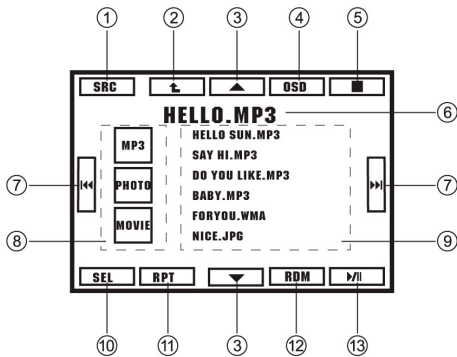 ① ② ③ ④ ⑤
SRC OSD
HELLO.MP3 ⑥
HELLO SUN.MP3
MP3
SAY HI.MP3
DO YOU LIKE.MP3
⑦ PHOTO ⑦
BABY.MP3
FORYOU.WMA
MOVIE
NICE.JPG
⑧ ⑨
SEL RPT RDM
⑩ ⑪ ③ ⑫ ⑬